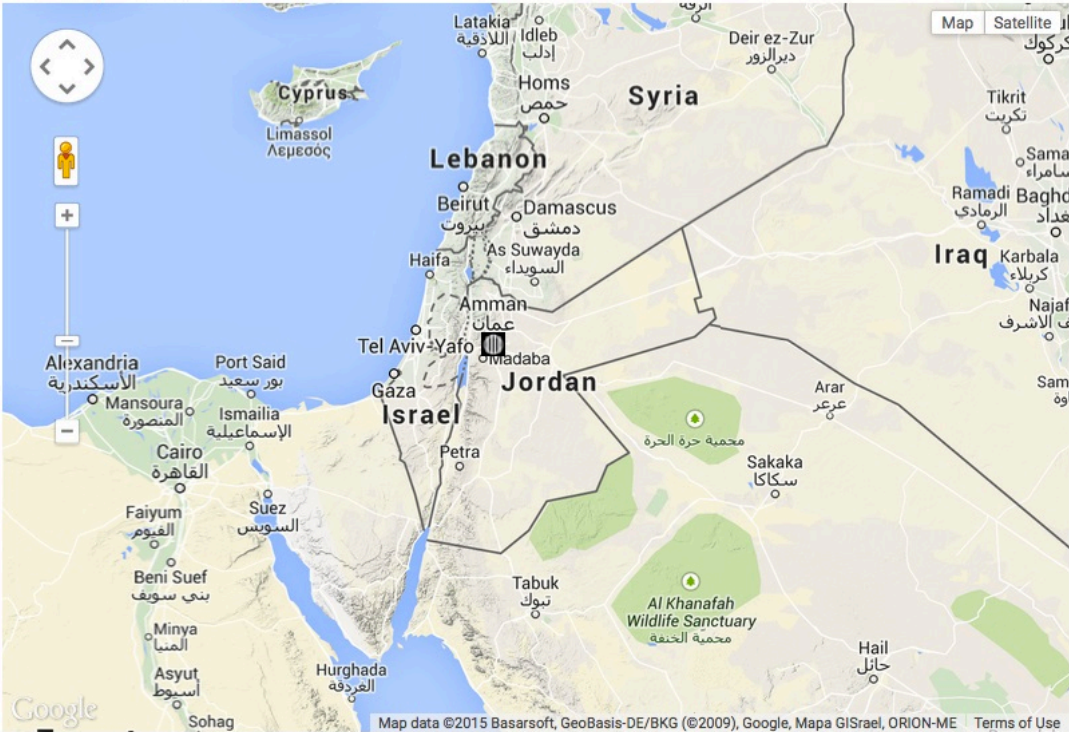 Map
Satellite
Latakia
اللاذقية
Idleb
إدلب
Deir ez-Zur
ديرالزور
كركوك
Cyprus
Homs
حمص
Syria
Tikrit
تكريت
Limassol
Λεμεσός
Lebanon
سامراء
Beirut
بيروت
Damascus
دمشق
Ramadi
الرمادي
Baghd
بغداد
As Suwayda
السويداء
Haifa
Iraq
Karbala
كربلاء
Amman
عمان
Najaf
Tel Aviv-Yafo
Madaba
Alexandria
الأسكندرية
Port Said
بور سعيد
Gaza
Jordan
Arar
عرعر
Mansoura
المنصورة
Ismailia
الإسماعيلية
Israel
محمية حرة الحرة
Cairo
القاهرة
Petra
Sakaka
سكاكا
Faiyum
الفيوم
Suez
السويس
Beni Suef
بني سويف
Tabuk
تبوك
Al Khanafah
Wildlife Sanctuary
محمية الخنفة
Minya
المنيا
Hail
حائل
Asyut
أسيوط
Hurghada
الغردقة
Google
Sohag
Map data ©2015 Basarsoft, GeoBasis-DE/BKG (©2009), Google, Mapa GISrael, ORION-ME
Terms of Use